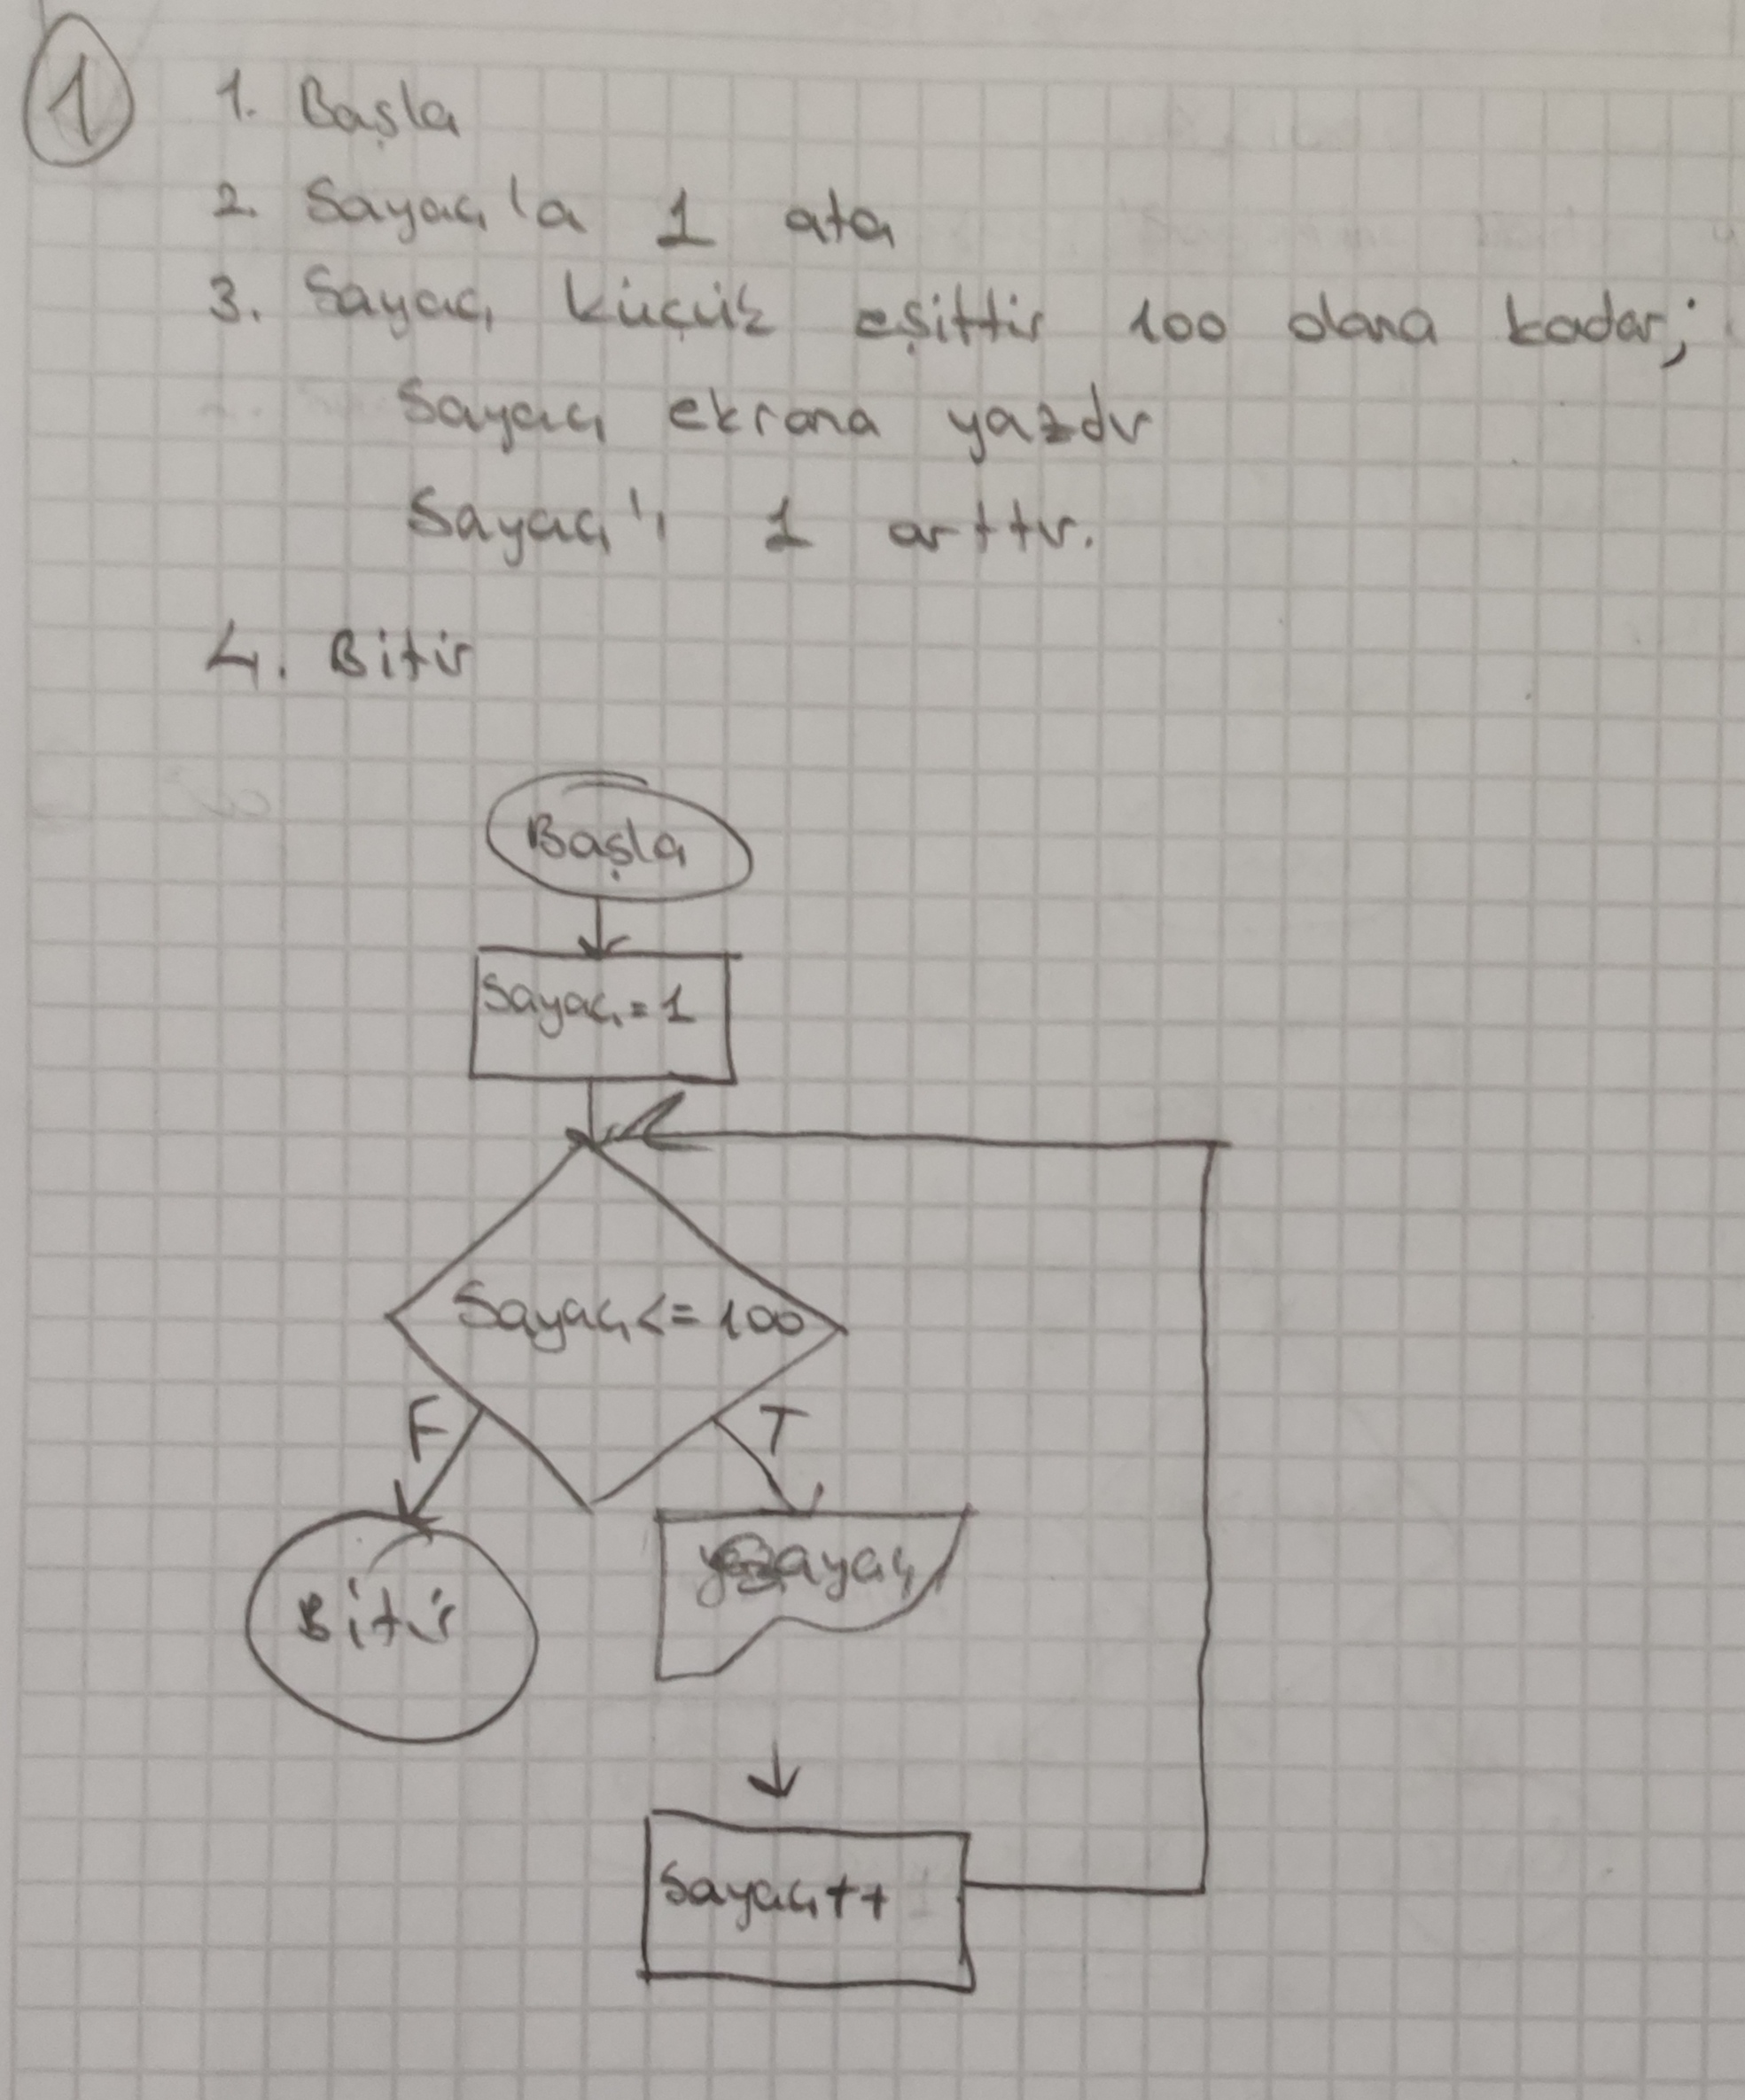 1
1. Başla
2. Sayaç'a 1 ata
3. Sayaç küçük eşittir 100 olana kadar;
Sayaç ekrana yazdır
Sayaç'ı 1 arttır.
4. Bitir
Başla
Sayaç=1
Sayaç<=100
F T
Sayaç
Bitir
Sayaç++